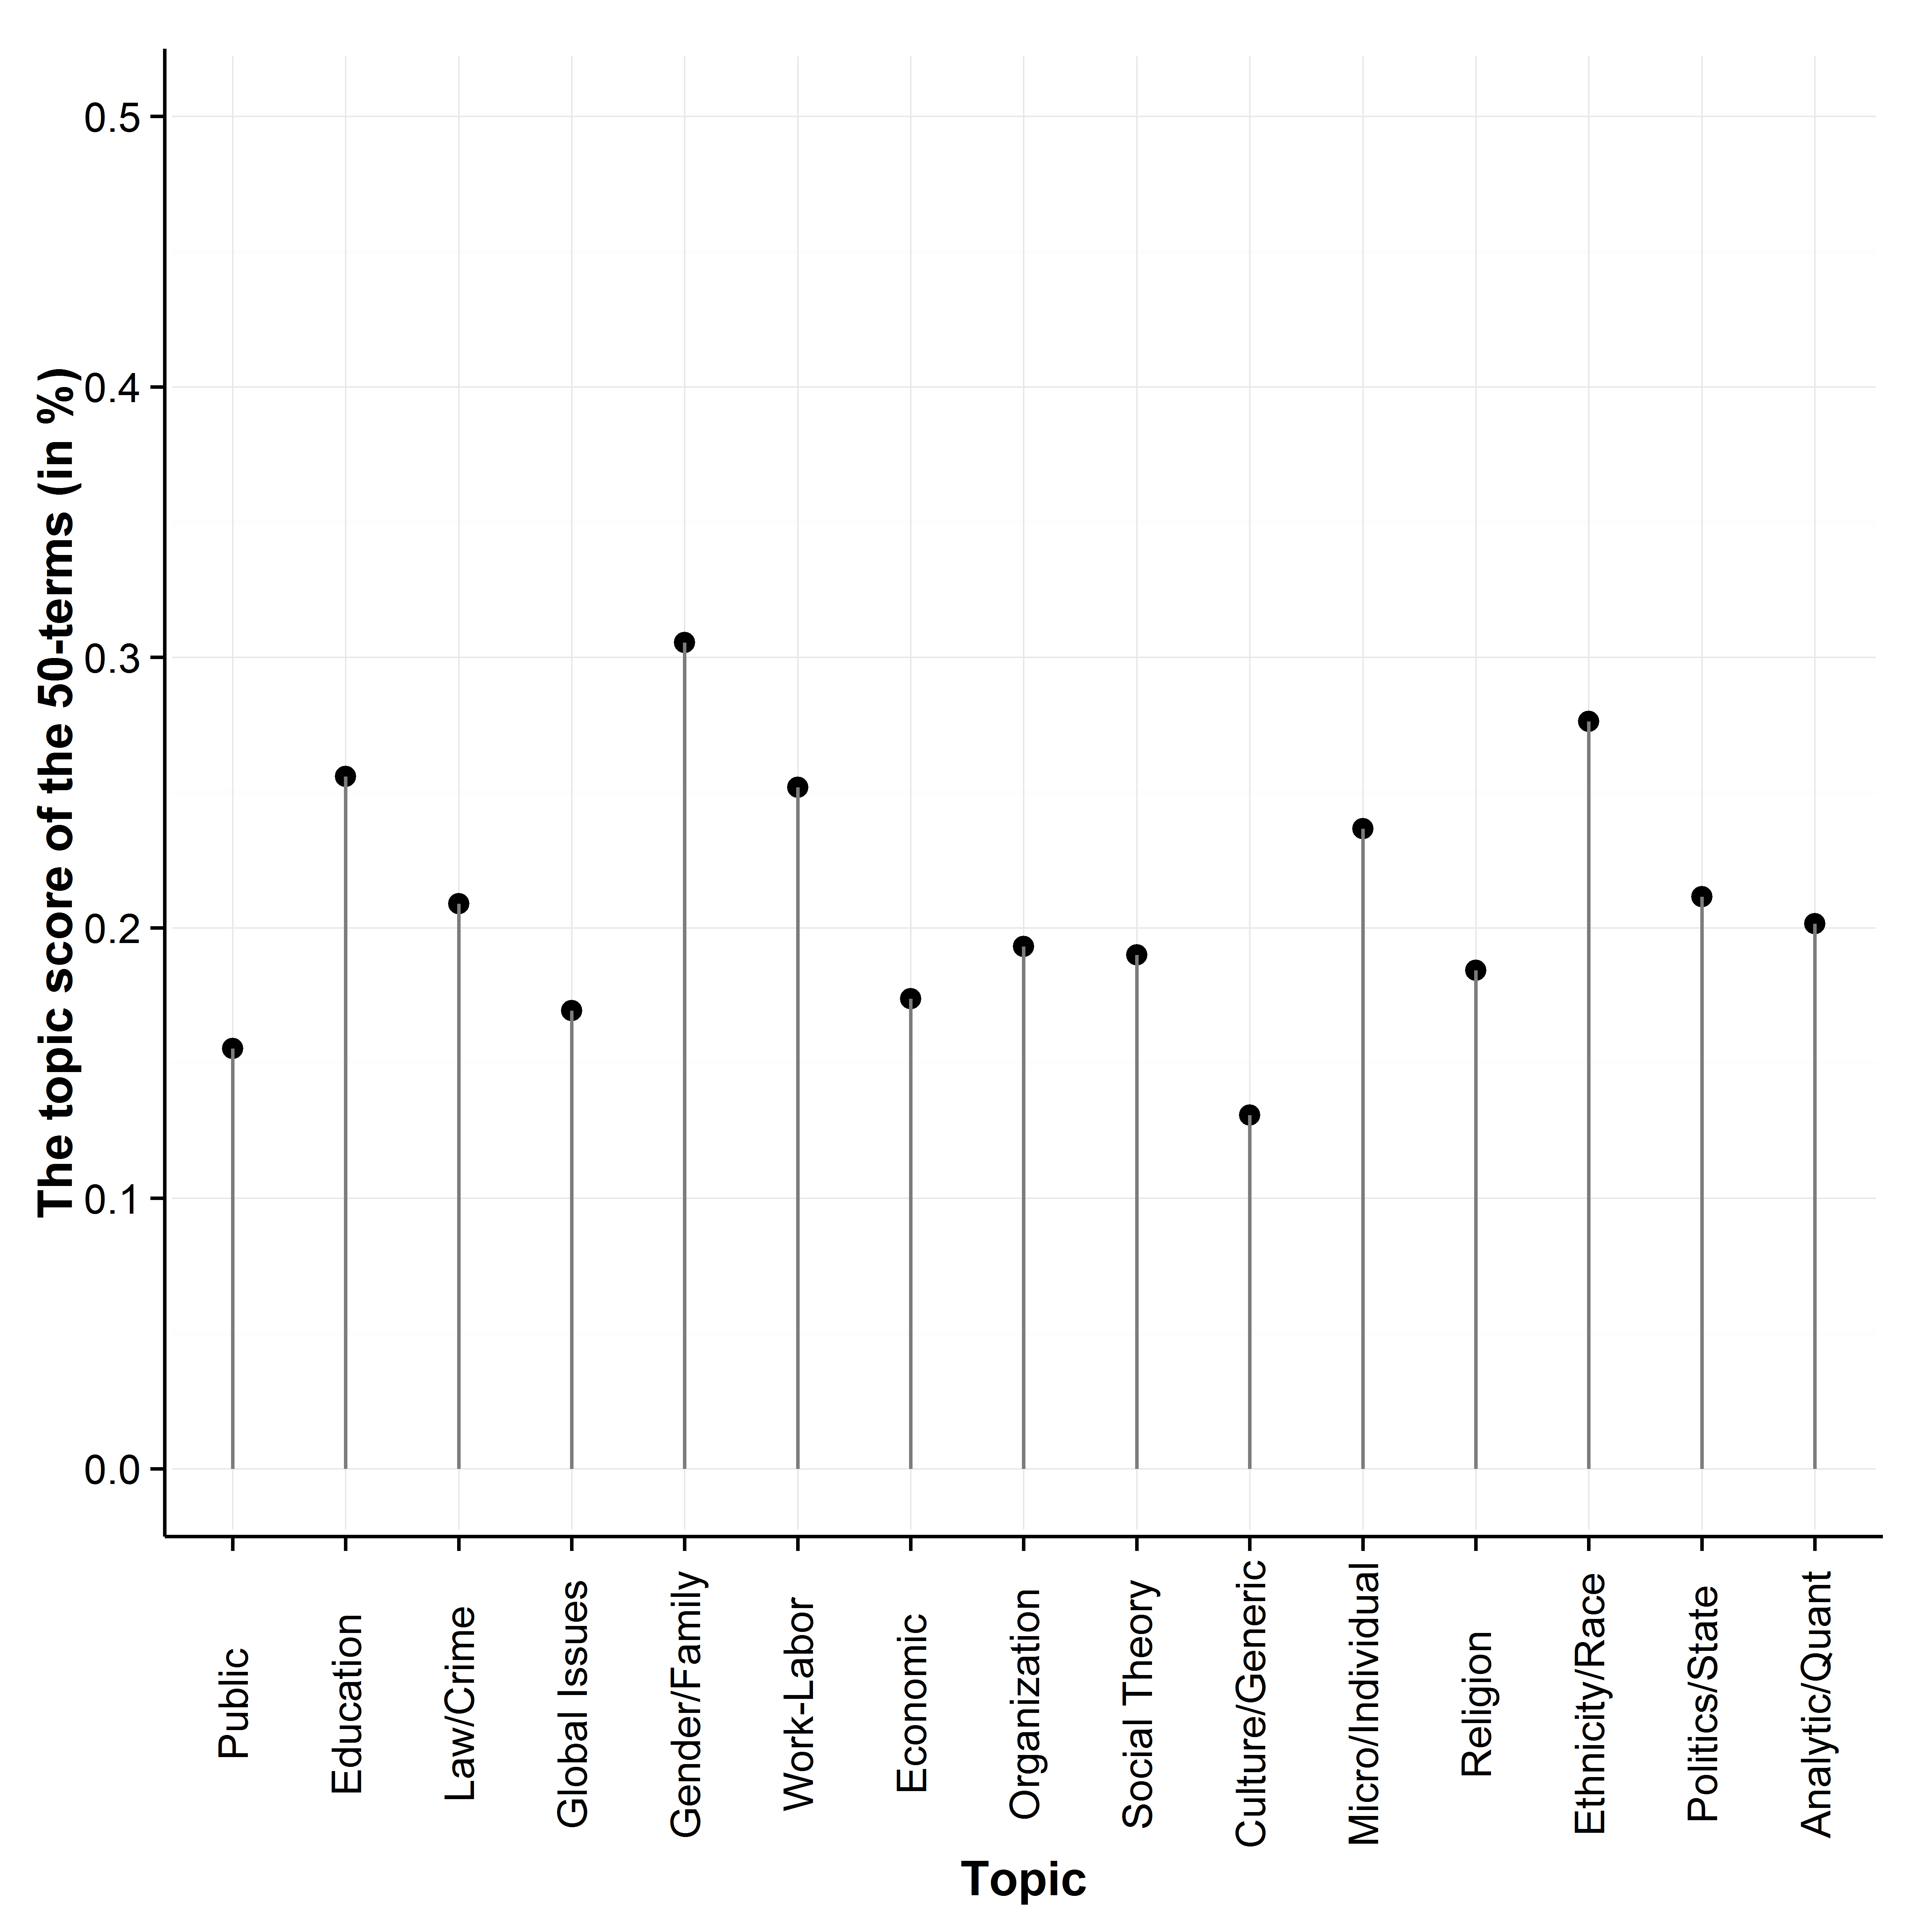 The topic score of the 50-terms (in %)
0.5
0.4
0.3
0.2
0.1
0.0
Public
Education
Law/Crime
Global Issues
Gender/Family
Work-Labor
Economic
Organization
Social Theory
Culture/Generic
Micro/Individual
Religion
Ethnicity/Race
Politics/State
Analytic/Quant
Topic